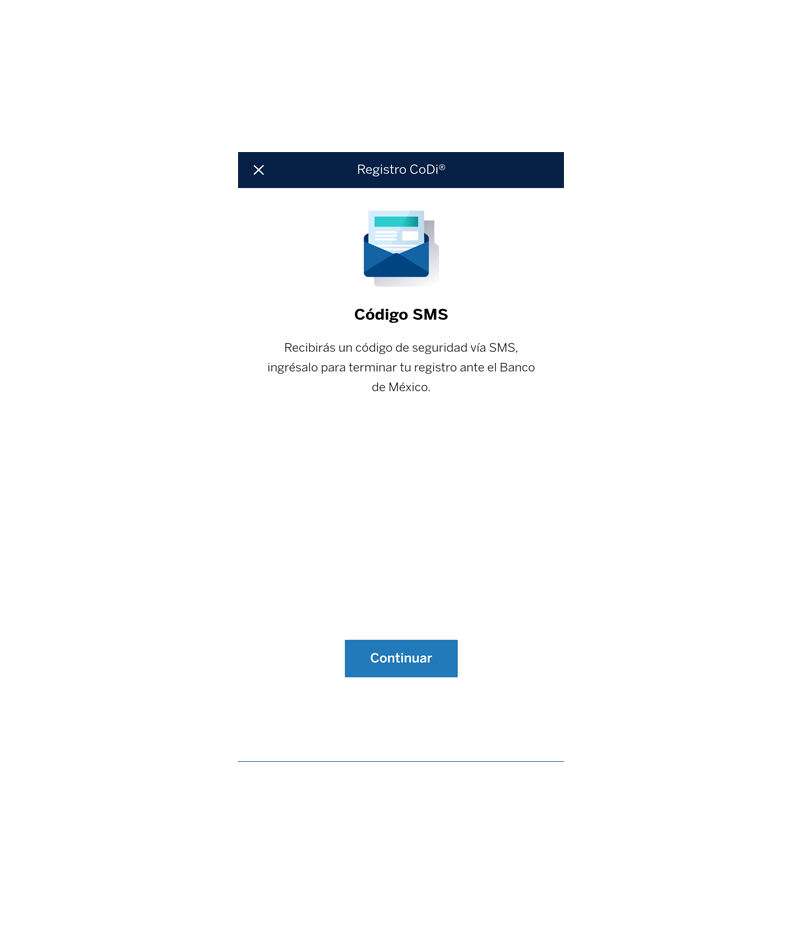 Registro CoDi®
Código SMS
Recibirás un código de seguridad vía SMS,
ingrésalo para terminar tu registro ante el Banco
de México.
Continuar